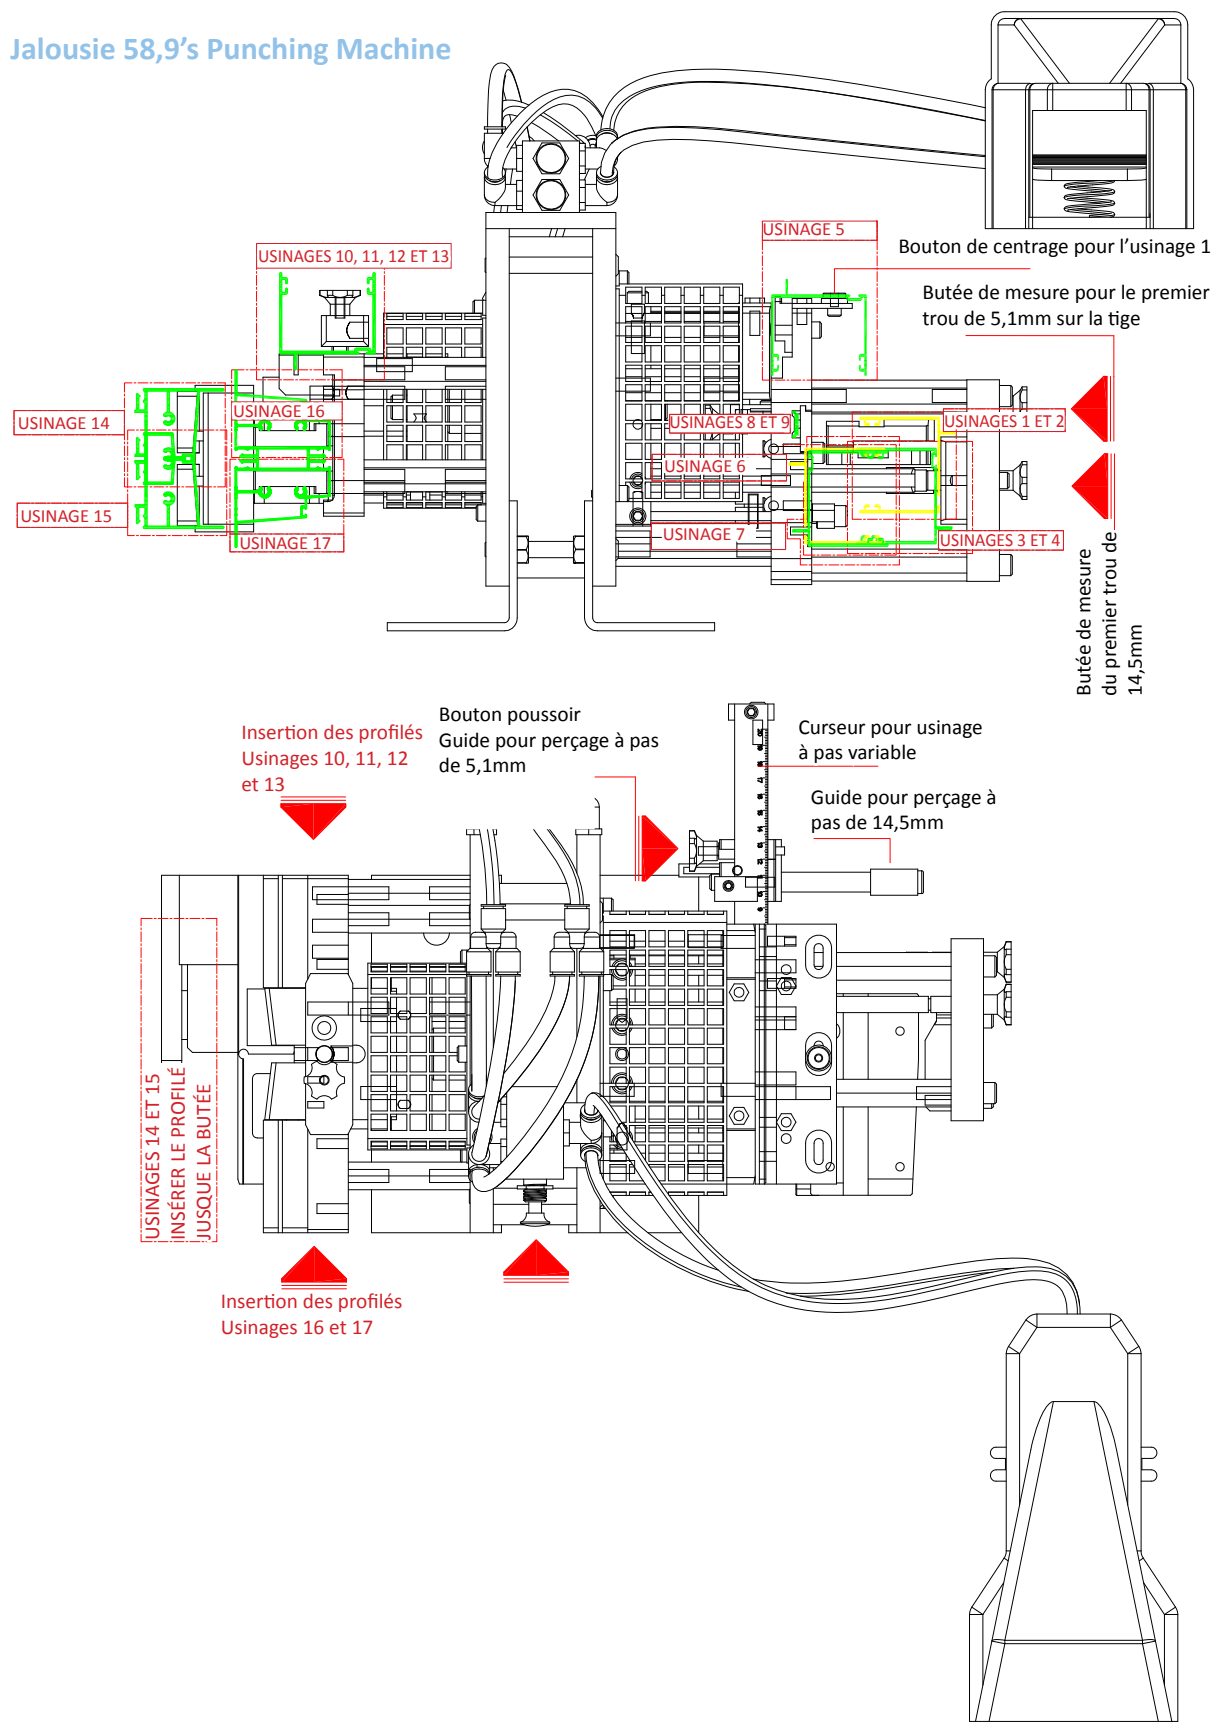 Jalousie 58,9's Punching Machine
USINAGE 5
USINAGES 10, 11, 12 ET 13
Bouton de centrage pour l'usinage 1
Butée de mesure pour le premier
trou de 5,1mm sur la tige
USINAGE 14
USINAGE 16
USINAGES 8 ET 9
USINAGES 1 ET 2
USINAGE 6
USINAGE 15
USINAGE 17
USINAGE 7
USINAGES 3 ET 4
Butée de mesure
du premier trou de
14,5mm
Insertion des profilés
Usinages 10, 11, 12
et 13
Bouton poussoir
Guide pour perçage à pas
de 5,1mm
Curseur pour usinage
à pas variable
Guide pour perçage à
pas de 14,5mm
USINAGES 14 ET 15
INSÉRER LE PROFILÉ
JUSQUE LA BUTÉE
Insertion des profilés
Usinages 16 et 17